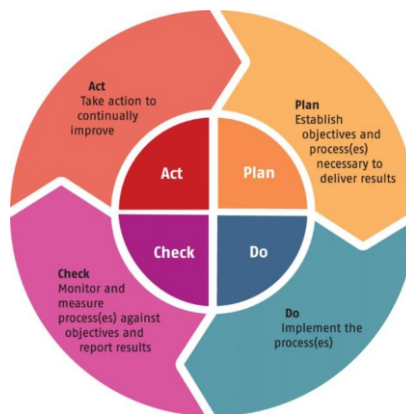 Act
Take action to
continually
improve
Plan
Establish
objectives and
process(es)
necessary to
deliver results
Act
Plan
Check
Do
Check
Monitor and
measure
process(es) against
objectives and
report results
Do
Implement the
process(es)